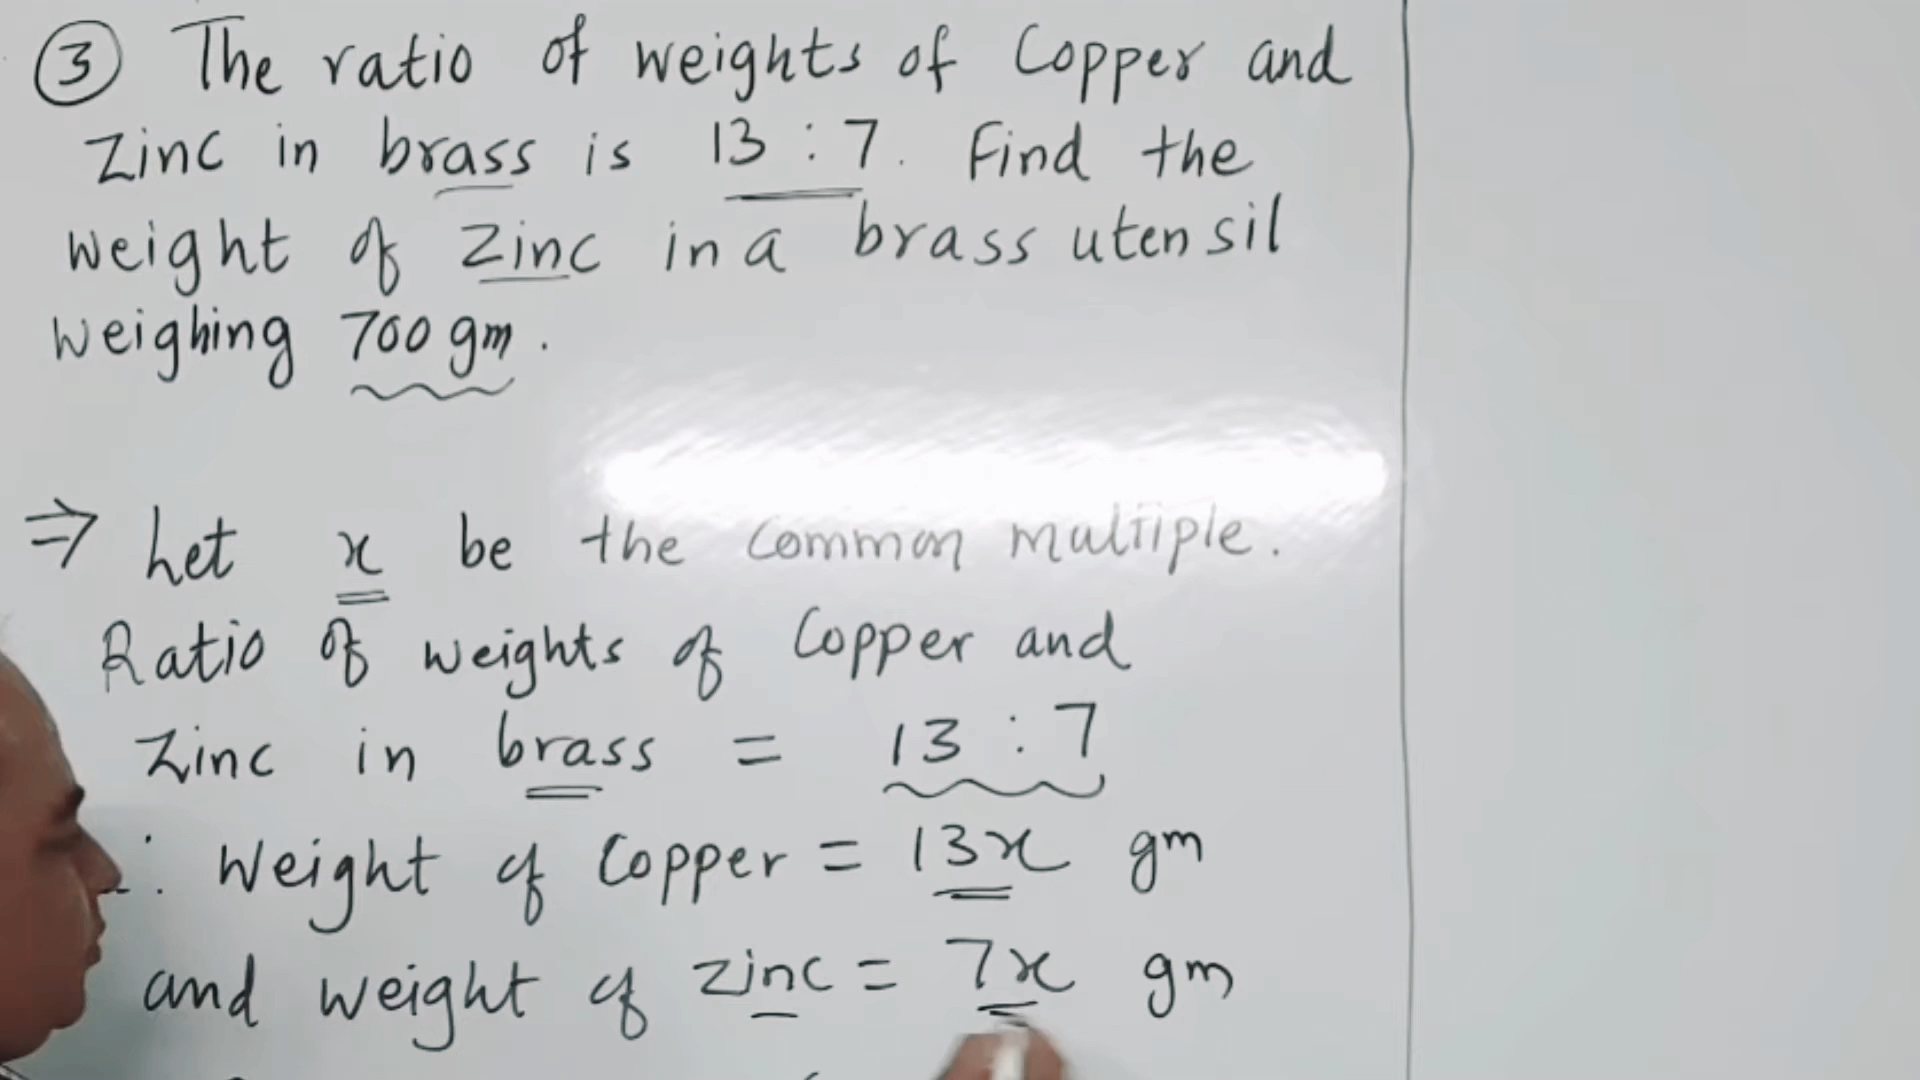 ③ The ratio of weights of Copper and
Zinc in brass is 13 : 7. Find the
weight of Zinc in a brass utensil
weighing 700 gm.
⇒ Let x be the common multiple.
Ratio of weights of Copper and
Zinc in brass = 13 : 7
∴ Weight of Copper = 13x gm
and weight of zinc = 7x gm